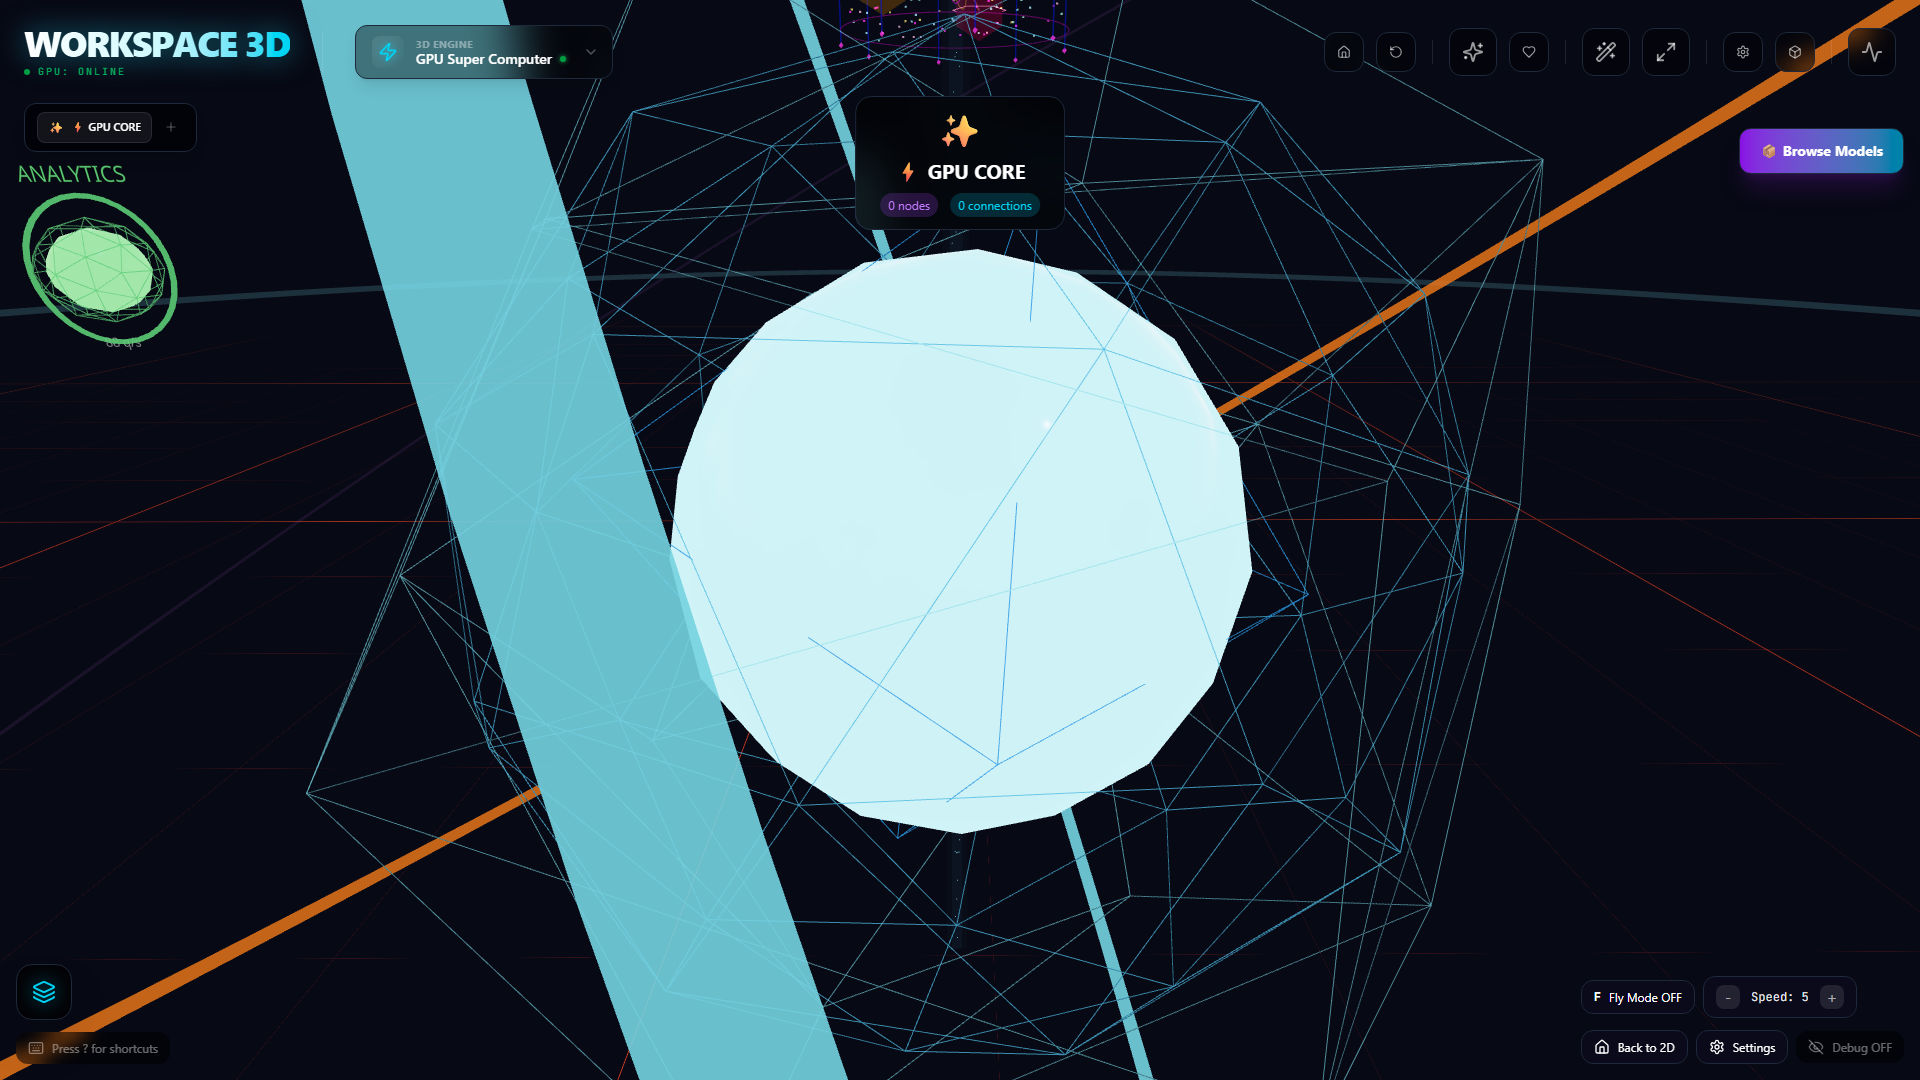 WORKSPACE 3D
GPU: ONLINE
3D ENGINE
GPU Super Computer
GPU CORE
+
ANALYTICS
GPU CORE
0 nodes
0 connections
Browse Models
F Fly Mode OFF
- Speed: 5 +
Back to 2D
Settings
Debug OFF
Press ? for shortcuts